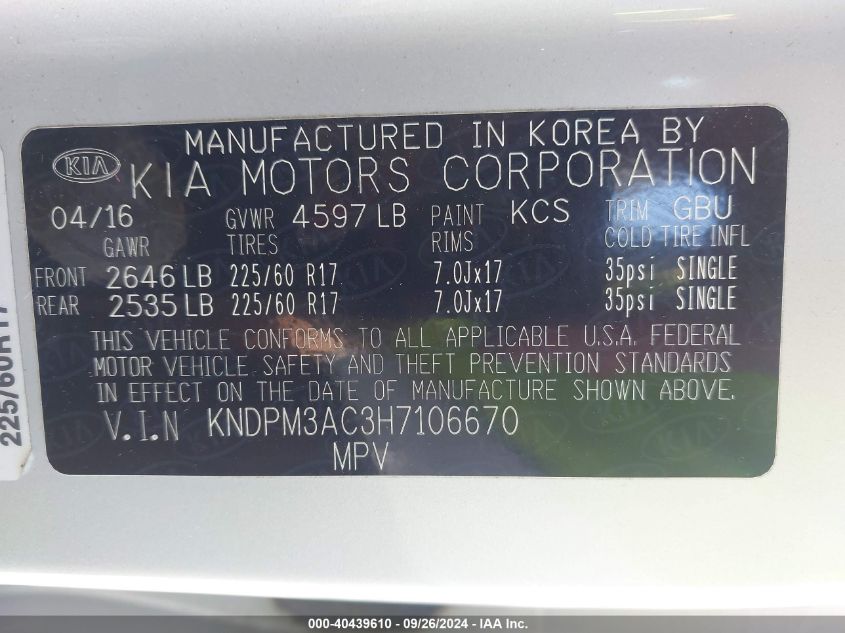 MANUFACTURED IN KOREA BY
KIA KIA MOTORS CORPORATION
04/16 GVWR 4597 LB PAINT KCS TRIM GBU
GAWR TIRES RIMS COLD TIRE INFL
FRONT 2646 LB 225/60 R17 7.0Jx17 35psi SINGLE
REAR 2535 LB 225/60 R17 7.0Jx17 35psi SINGLE
THIS VEHICLE CONFORMS TO ALL APPLICABLE U.S.A. FEDERAL
MOTOR VEHICLE SAFETY AND THEFT PREVENTION STANDARDS
IN EFFECT ON THE DATE OF MANUFACTURE SHOWN ABOVE.
V.I.N KNDPM3AC3H7106670
MPV
225/60R17
000-40439610 - 09/26/2024 - IAA Inc.